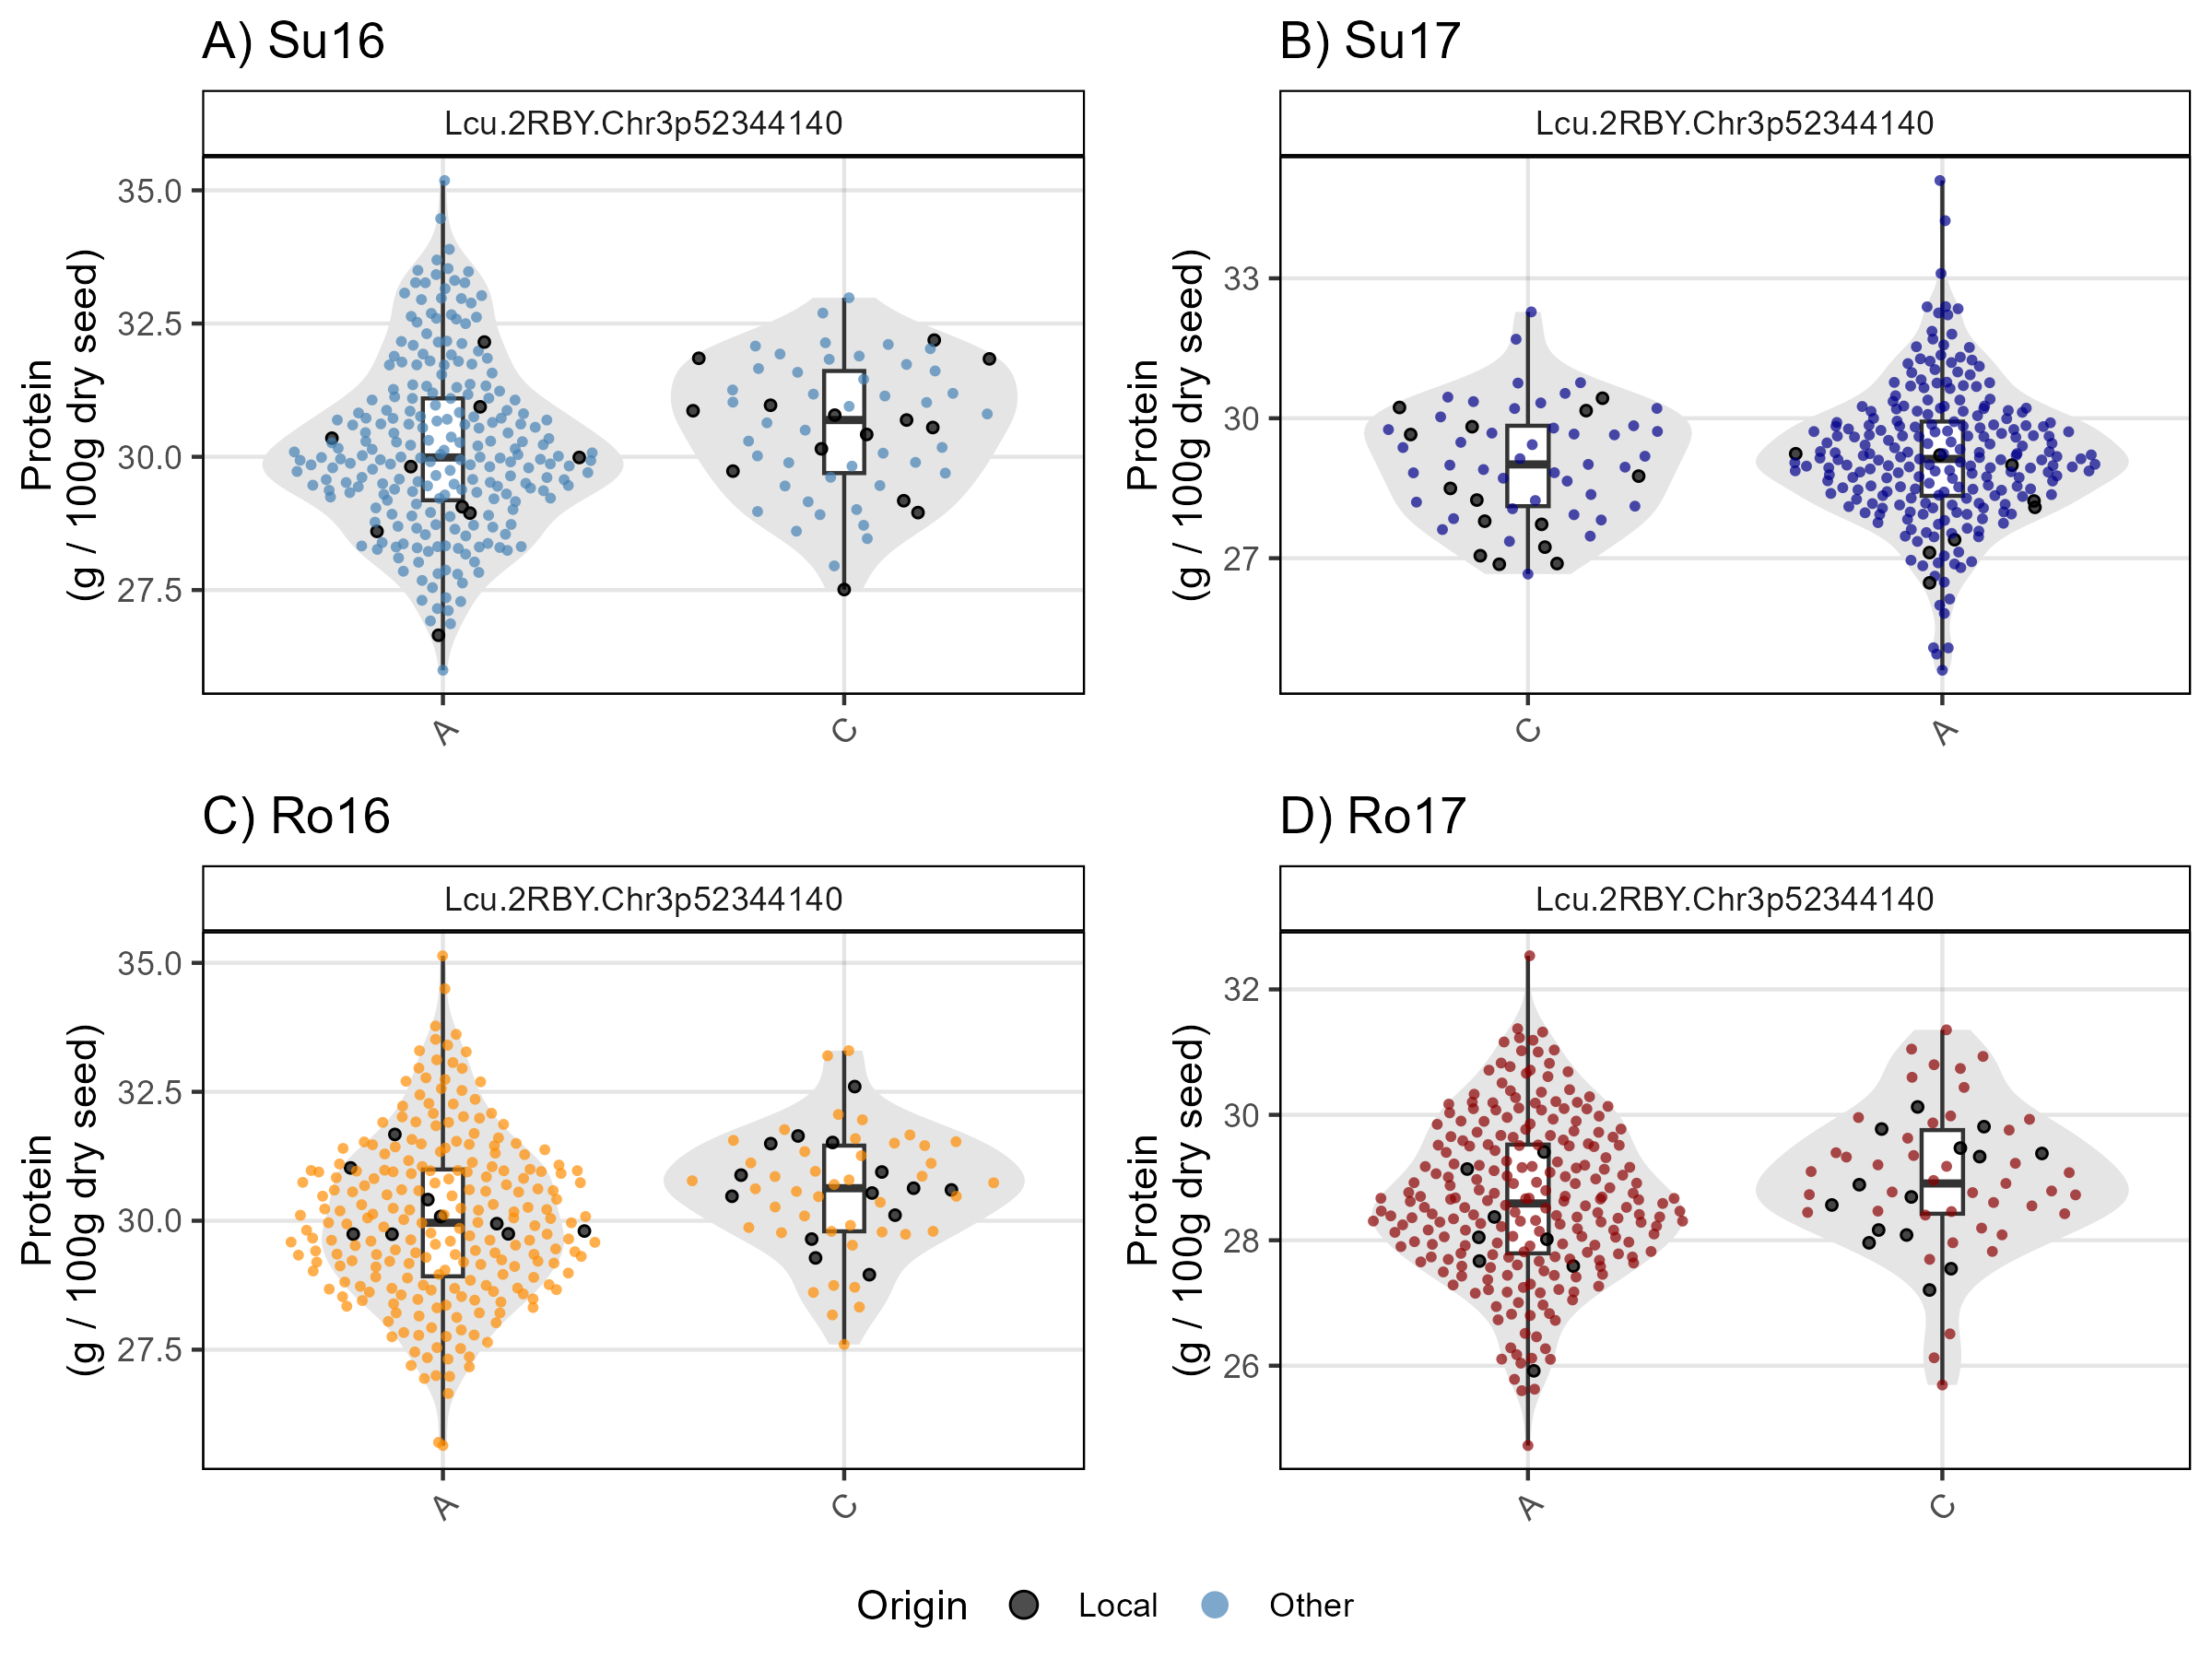 A) Su16
Lcu.2RBY.Chr3p52344140
Protein
(g / 100g dry seed)
35.0
32.5
30.0
27.5
A
C
B) Su17
Lcu.2RBY.Chr3p52344140
Protein
(g / 100g dry seed)
33
30
27
C
A
C) Ro16
Lcu.2RBY.Chr3p52344140
Protein
(g / 100g dry seed)
35.0
32.5
30.0
27.5
A
C
D) Ro17
Lcu.2RBY.Chr3p52344140
Protein
(g / 100g dry seed)
32
30
28
26
A
C
Origin Local Other